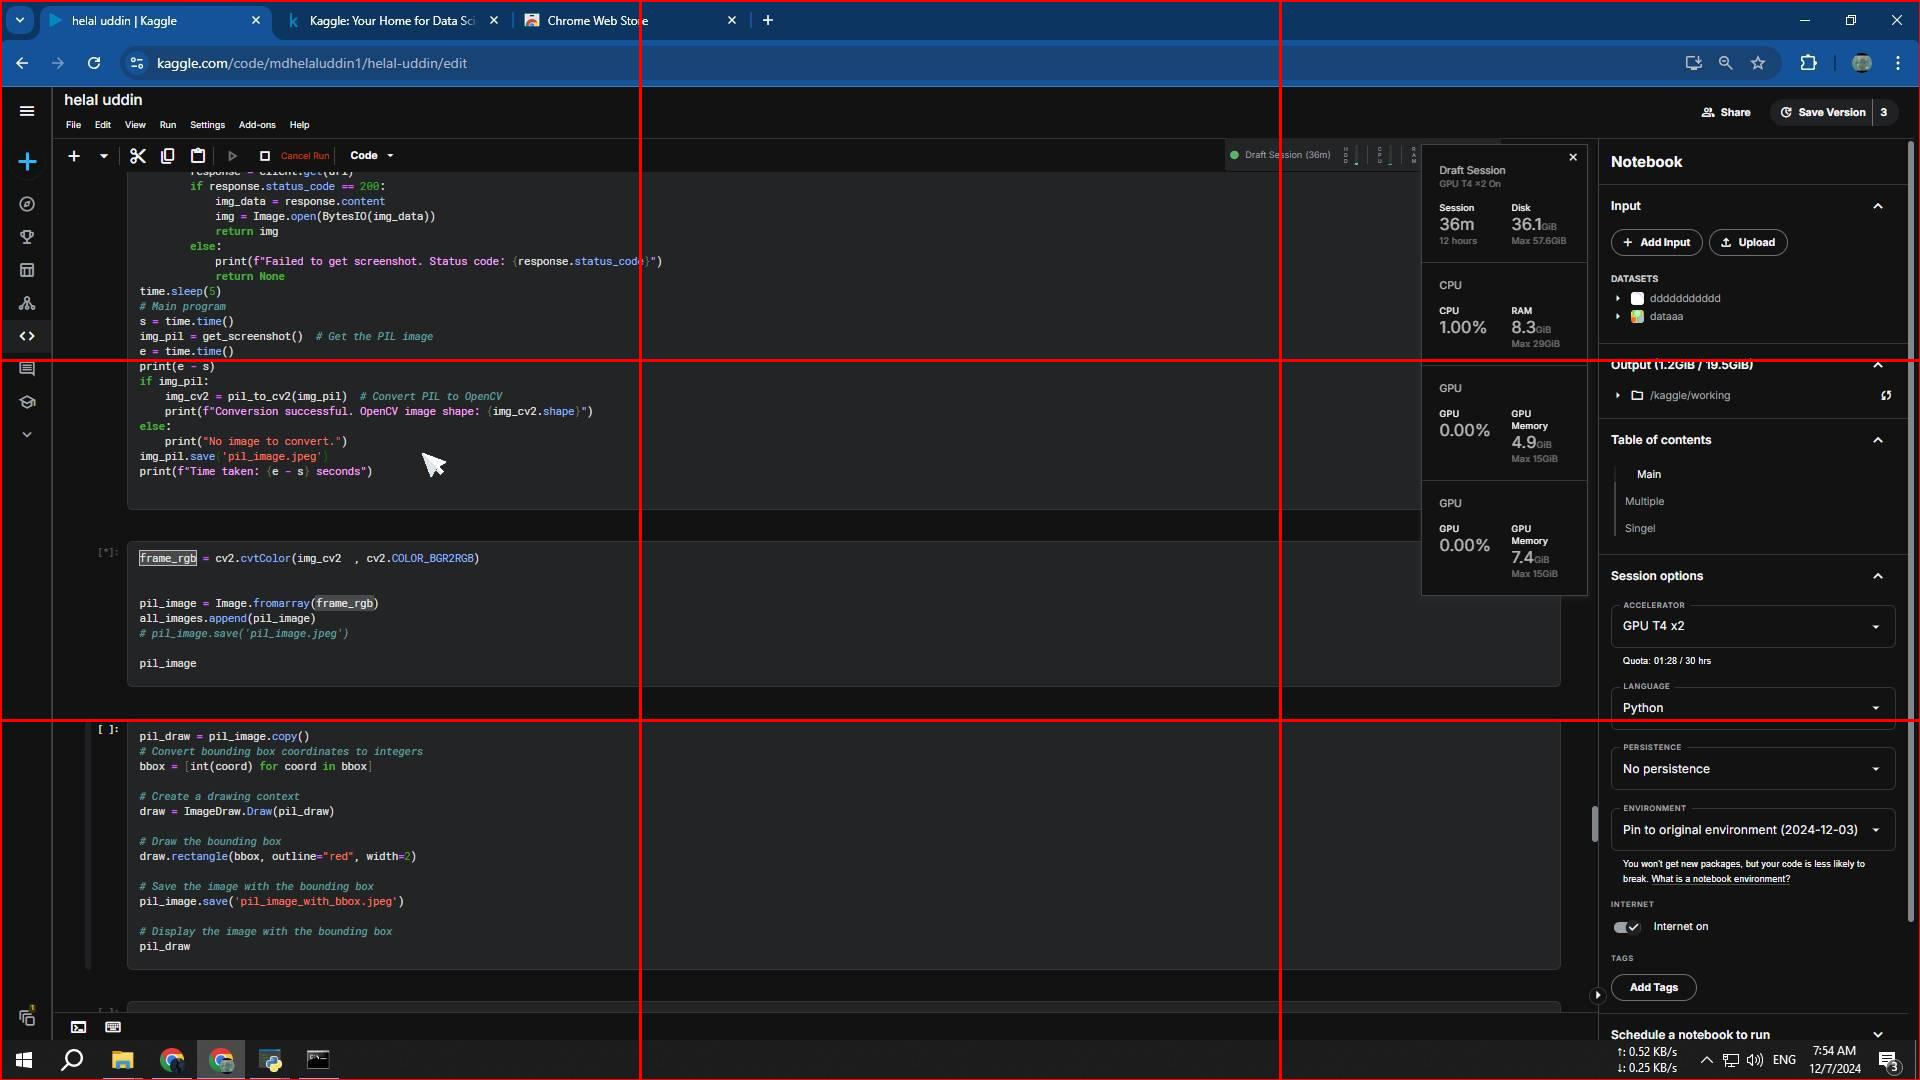 helal uddin | Kaggle
Kaggle: Your Home for Data Sci
Chrome Web Store
kaggle.com/code/mdhelaluddin1/helal-uddin/edit
helal uddin
File Edit View Run Settings Add-ons Help
Share
Save Version 3
Cancel Run
Code
Draft Session (36m)
response = client.get(url)
if response.status_code == 200:
img_data = response.content
img = Image.open(BytesIO(img_data))
return img
else:
print(f"Failed to get screenshot. Status code: {response.status_code}")
return None
time.sleep(5)
# Main program
s = time.time()
img_pil = get_screenshot()  # Get the PIL image
e = time.time()
print(e - s)
if img_pil:
img_cv2 = pil_to_cv2(img_pil)  # Convert PIL to OpenCV
print(f"Conversion successful. OpenCV image shape: {img_cv2.shape}")
else:
print("No image to convert.")
img_pil.save('pil_image.jpeg')
print(f"Time taken: {e - s} seconds")
[*]:
frame_rgb = cv2.cvtColor(img_cv2  , cv2.COLOR_BGR2RGB)
pil_image = Image.fromarray(frame_rgb)
all_images.append(pil_image)
# pil_image.save('pil_image.jpeg')
pil_image
[ ]:
pil_draw = pil_image.copy()
# Convert bounding box coordinates to integers
bbox = [int(coord) for coord in bbox]
# Create a drawing context
draw = ImageDraw.Draw(pil_draw)
# Draw the bounding box
draw.rectangle(bbox, outline="red", width=2)
# Save the image with the bounding box
pil_image.save('pil_image_with_bbox.jpeg')
# Display the image with the bounding box
pil_draw
Draft Session
GPU T4 x2 On
Session Disk
36m 36.1GiB
12 hours Max 57.6GiB
CPU
CPU RAM
1.00% 8.3GiB
Max 29GiB
GPU
GPU GPU Memory
0.00% 4.9GiB
Max 15GiB
GPU
GPU GPU Memory
0.00% 7.4GiB
Max 15GiB
Notebook
Input
Add Input Upload
DATASETS
ddddddddddd
dataaa
Output (1.2GiB / 19.5GiB)
/kaggle/working
Table of contents
Main
Multiple
Singel
Session options
ACCELERATOR
GPU T4 x2
Quota: 01:28 / 30 hrs
LANGUAGE
Python
PERSISTENCE
No persistence
ENVIRONMENT
Pin to original environment (2024-12-03)
You won't get new packages, but your code is less likely to
break. What is a notebook environment?
INTERNET
Internet on
TAGS
Add Tags
Schedule a notebook to run
↑: 0.52 KB/s
↓: 0.25 KB/s
ENG
7:54 AM
12/7/2024
3